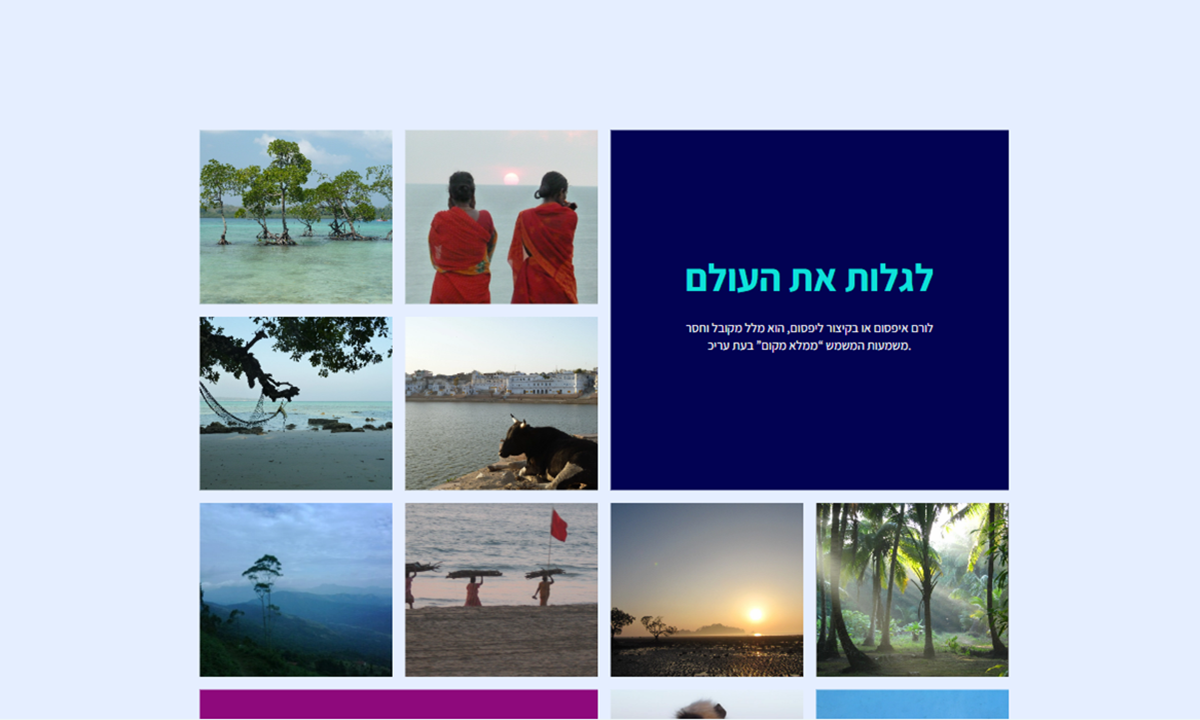 לגלות את העולם
לורם איפסום או בקיצור ליפסום, הוא מלל מקובל וחסר
משמעות המשמש “ממלא מקום” בעת עריכ.